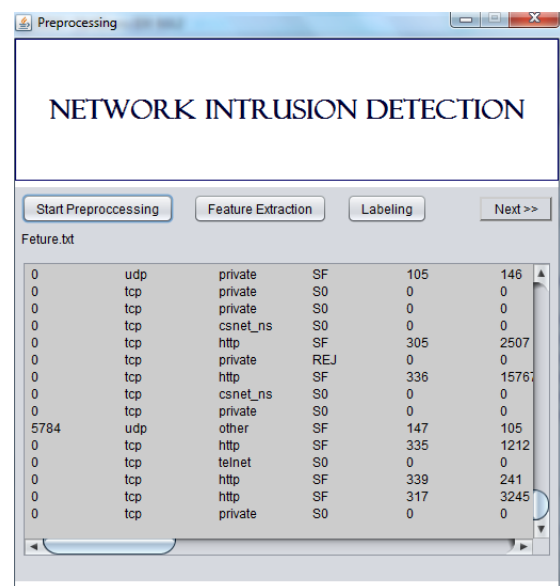 Preprocessing
NETWORK INTRUSION DETECTION
Start Preproccessing Feature Extraction Labeling Next >>
Feture.txt
0 udp private SF 105 146
0 tcp private S0 0 0
0 tcp private S0 0 0
0 tcp csnet_ns S0 0 0
0 tcp http SF 305 2507
0 tcp private REJ 0 0
0 tcp http SF 336 15767
0 tcp csnet_ns S0 0 0
0 tcp private S0 0 0
5784 udp other SF 147 105
0 tcp http SF 335 1212
0 tcp telnet S0 0 0
0 tcp http SF 339 241
0 tcp http SF 317 3245
0 tcp private S0 0 0